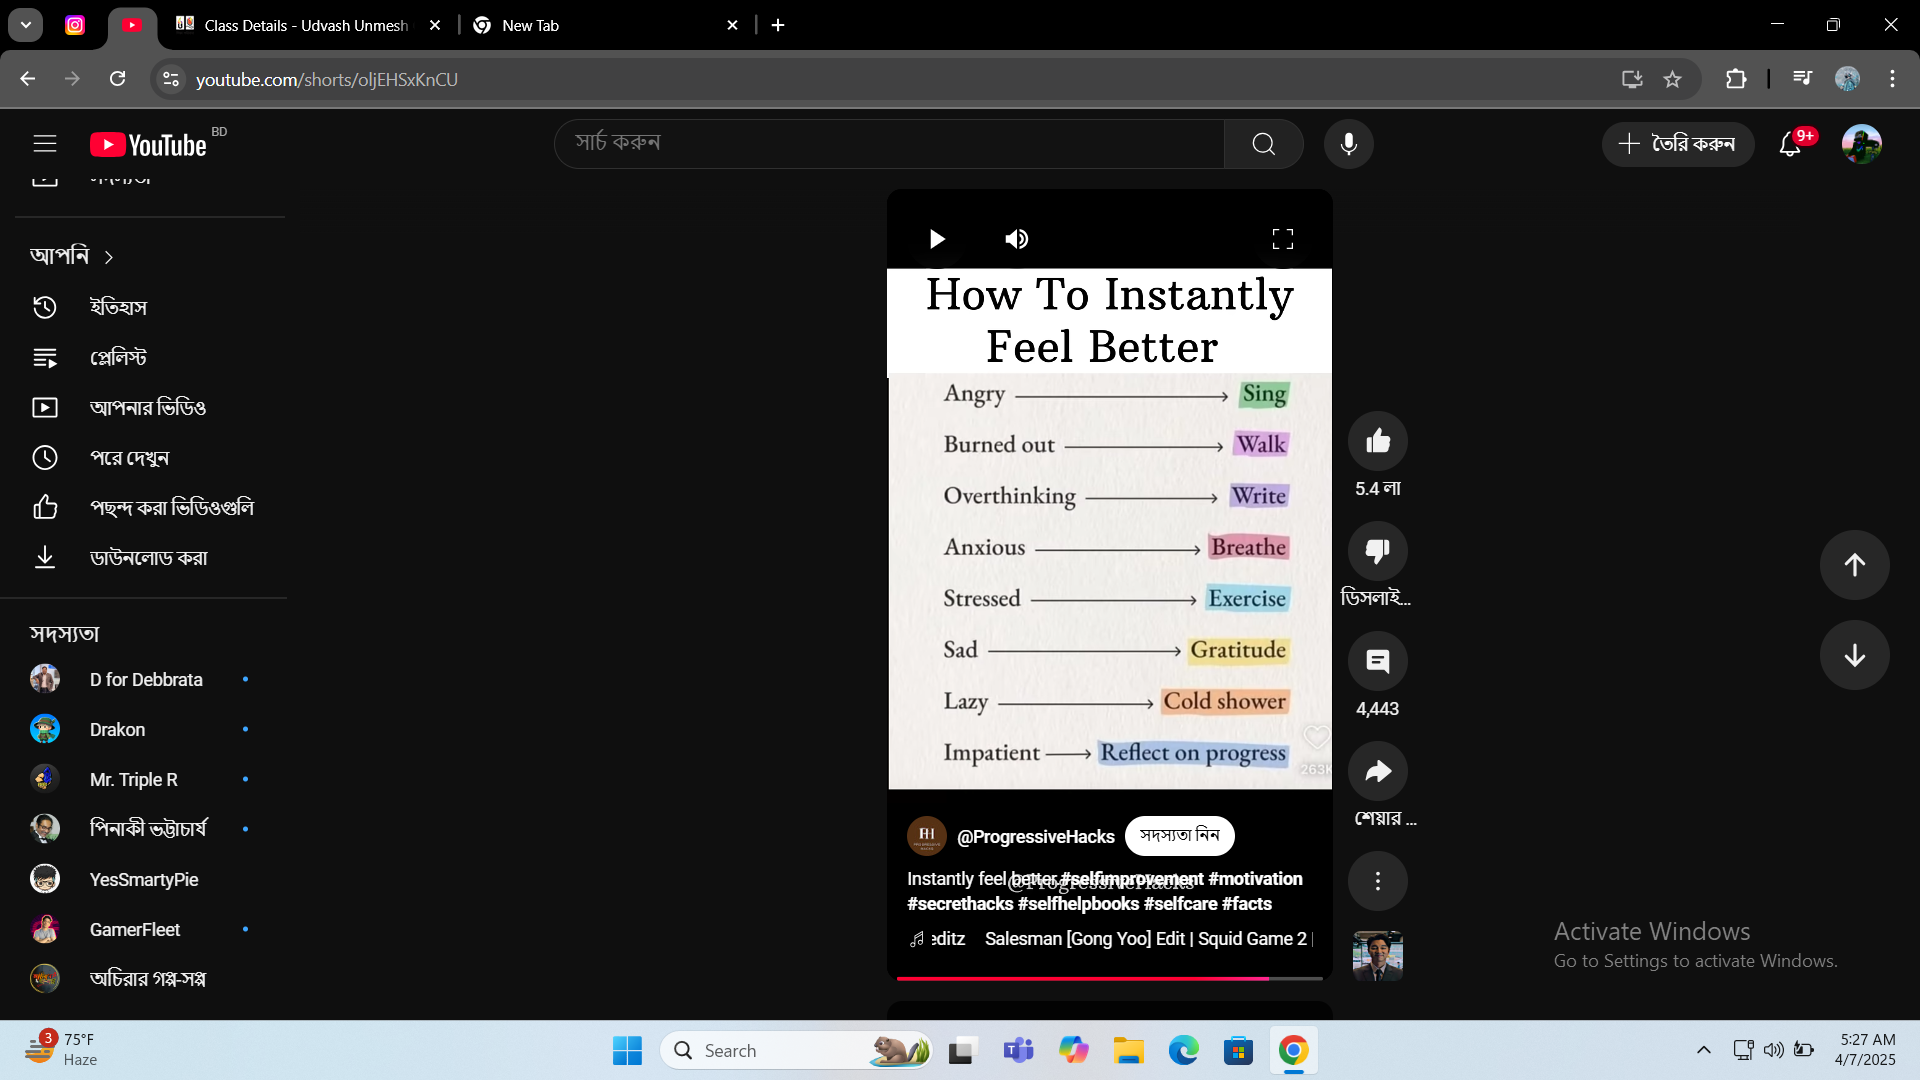 Class Details - Udvash Unmesh
New Tab
youtube.com/shorts/oljEHSxKnCU
YouTube BD
সার্চ করুন
তৈরি করুন
9+
সদস্যতা
আপনি
ইতিহাস
প্লেলিস্ট
আপনার ভিডিও
পরে দেখুন
পছন্দ করা ভিডিওগুলি
ডাউনলোড করা
সদস্যতা
D for Debbrata
Drakon
Mr. Triple R
পিনাকী ভট্টাচার্য
YesSmartyPie
GamerFleet
অচিরার গপ্প-সপ্প
How To Instantly
Feel Better
Angry Sing
Burned out Walk
Overthinking Write
Anxious Breathe
Stressed Exercise
Sad Gratitude
Lazy Cold shower
Impatient Reflect on progress
263K
@ProgressiveHacks সদস্যতা নিন
Instantly feel better #selfimprovement #motivation
@ProgressiveHacks
#secrethacks #selfhelpbooks #selfcare #facts
editz Salesman [Gong Yoo] Edit | Squid Game 2 |
5.4 লা
ডিসলাই...
4,443
শেয়ার ...
Activate Windows
Go to Settings to activate Windows.
3
75°F
Haze
Search
5:27 AM
4/7/2025